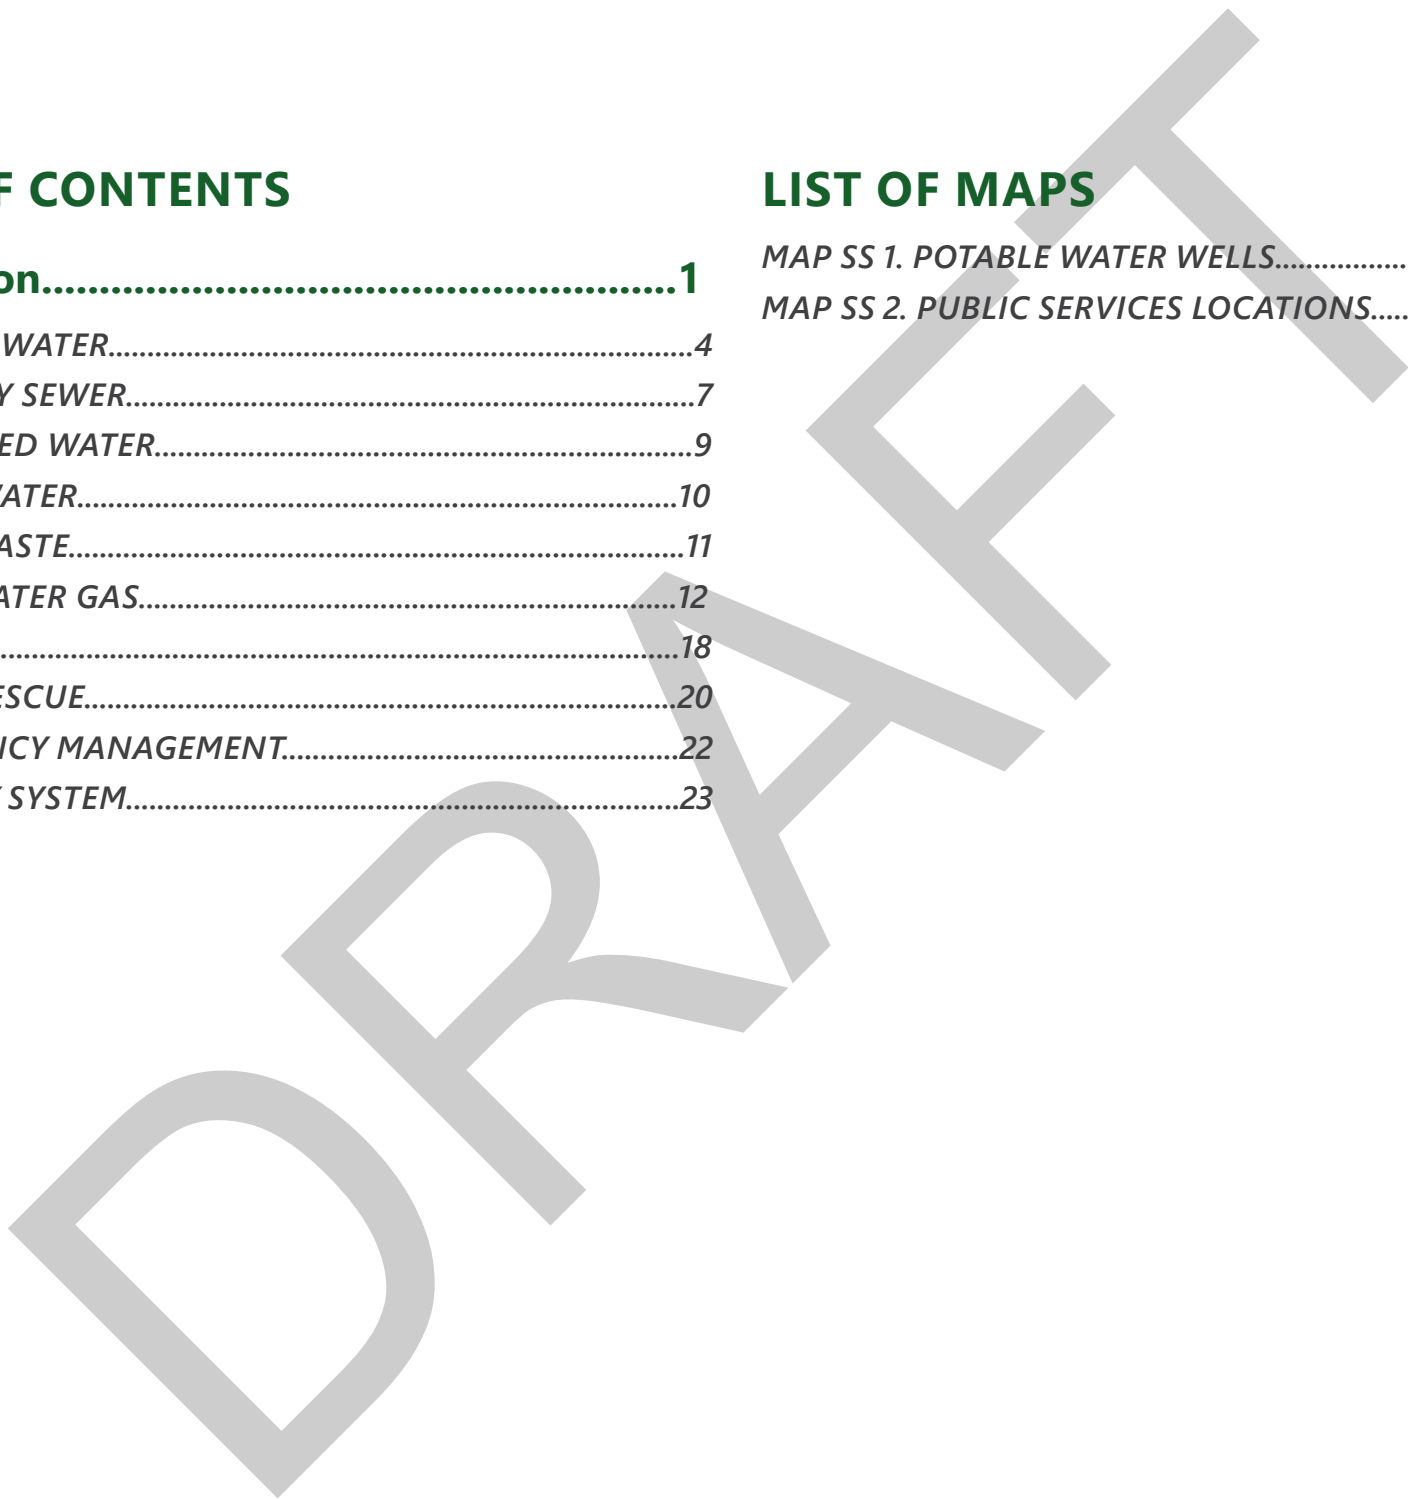 F CONTENTS
on.......................................................1
WATER...........................................................................4
Y SEWER.........................................................................7
ED WATER.....................................................................9
VATER.............................................................................10
ASTE...............................................................................11
ATER GAS.....................................................................12
.......................................................................................18
ESCUE............................................................................20
ICY MANAGEMENT...................................................22
Y SYSTEM.......................................................................23
LIST OF MAPS
MAP SS 1. POTABLE WATER WELLS................
MAP SS 2. PUBLIC SERVICES LOCATIONS.....
DRAFT